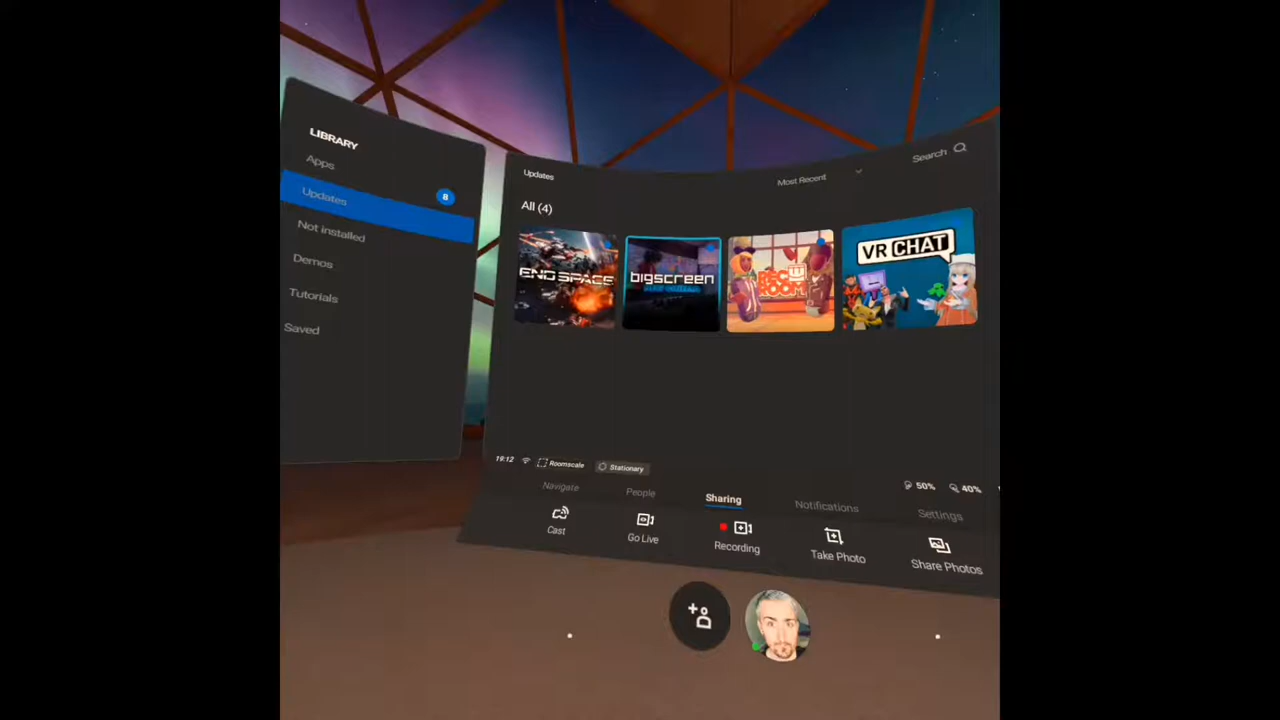 LIBRARY
Apps
Updates
8
Not installed
Demos
Tutorials
Saved
Updates
Most Recent
Search
All (4)
END SPACE
bigscreen
REC ROOM
VR CHAT
19:12
Roomscale
Stationary
50%
40%
Navigate
People
Sharing
Notifications
Settings
Cast
Go Live
Recording
Take Photo
Share Photos